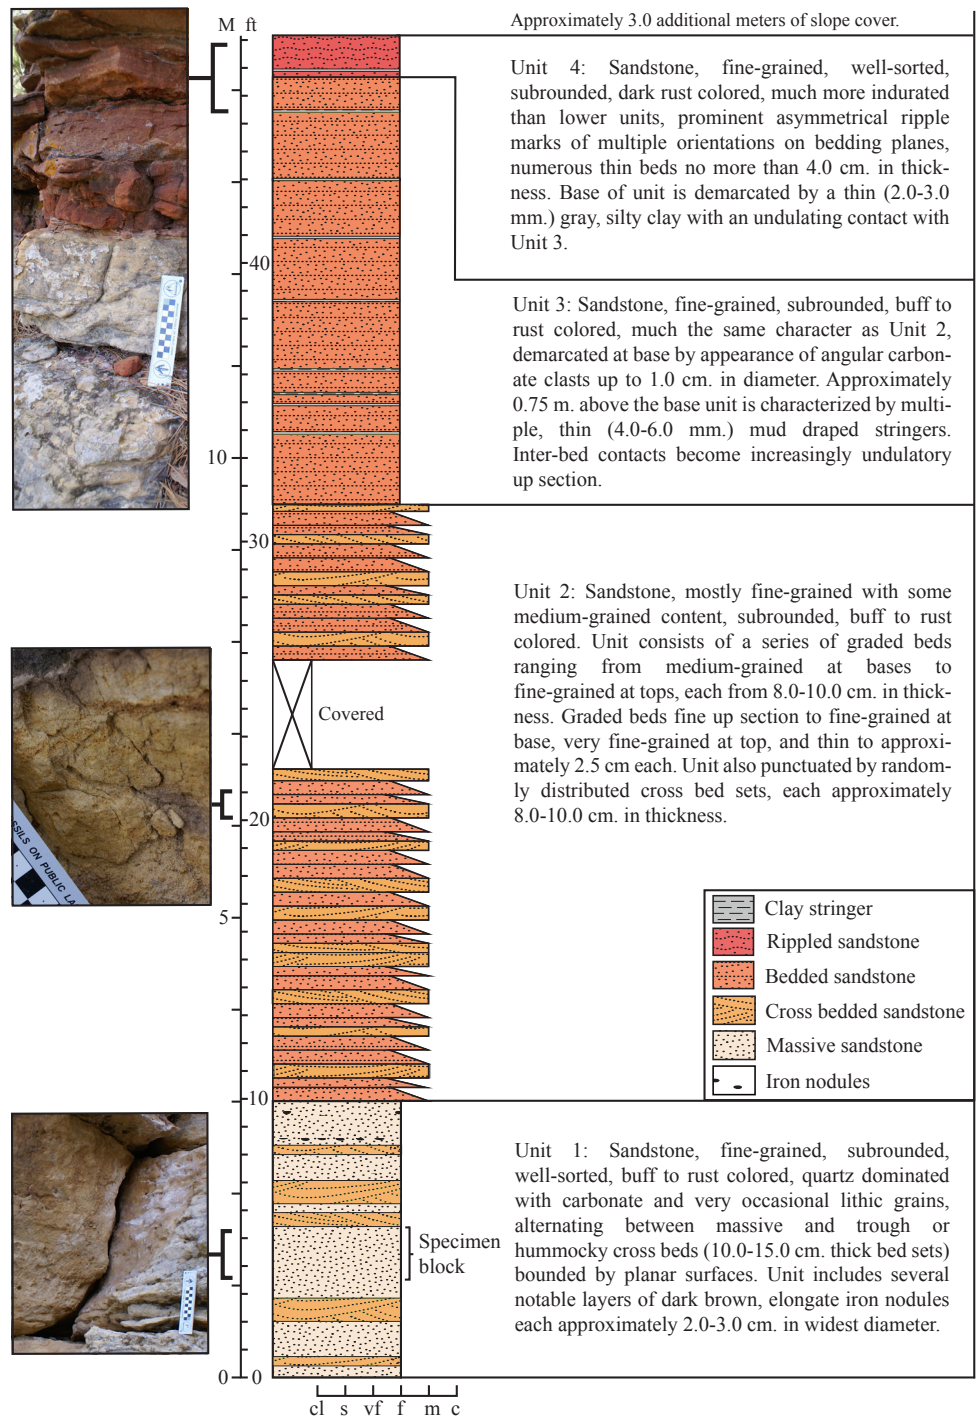 Approximately 3.0 additional meters of slope cover.
M ft
Unit 4: Sandstone, fine-grained, well-sorted,
subrounded, dark rust colored, much more indurated
than lower units, prominent asymmetrical ripple
marks of multiple orientations on bedding planes,
numerous thin beds no more than 4.0 cm. in thick-
ness. Base of unit is demarcated by a thin (2.0-3.0
mm.) gray, silty clay with an undulating contact with
Unit 3.
40
Unit 3: Sandstone, fine-grained, subrounded, buff to
rust colored, much the same character as Unit 2,
demarcated at base by appearance of angular carbon-
ate clasts up to 1.0 cm. in diameter. Approximately
0.75 m. above the base unit is characterized by multi-
ple, thin (4.0-6.0 mm.) mud draped stringers.
Inter-bed contacts become increasingly undulatory
up section.
10
30
Unit 2: Sandstone, mostly fine-grained with some
medium-grained content, subrounded, buff to rust
colored. Unit consists of a series of graded beds
ranging from medium-grained at bases to
fine-grained at tops, each from 8.0-10.0 cm. in thick-
ness. Graded beds fine up section to fine-grained at
base, very fine-grained at top, and thin to approxi-
mately 2.5 cm each. Unit also punctuated by random-
ly distributed cross bed sets, each approximately
8.0-10.0 cm. in thickness.
Covered
SSILS ON PUBLIC LA
20
5
Clay stringer
Rippled sandstone
Bedded sandstone
Cross bedded sandstone
Massive sandstone
Iron nodules
10
Unit 1: Sandstone, fine-grained, subrounded,
well-sorted, buff to rust colored, quartz dominated
with carbonate and very occasional lithic grains,
alternating between massive and trough or
hummocky cross beds (10.0-15.0 cm. thick bed sets)
bounded by planar surfaces. Unit includes several
notable layers of dark brown, elongate iron nodules
each approximately 2.0-3.0 cm. in widest diameter.
Specimen
block
0 0
cl s vf f m c